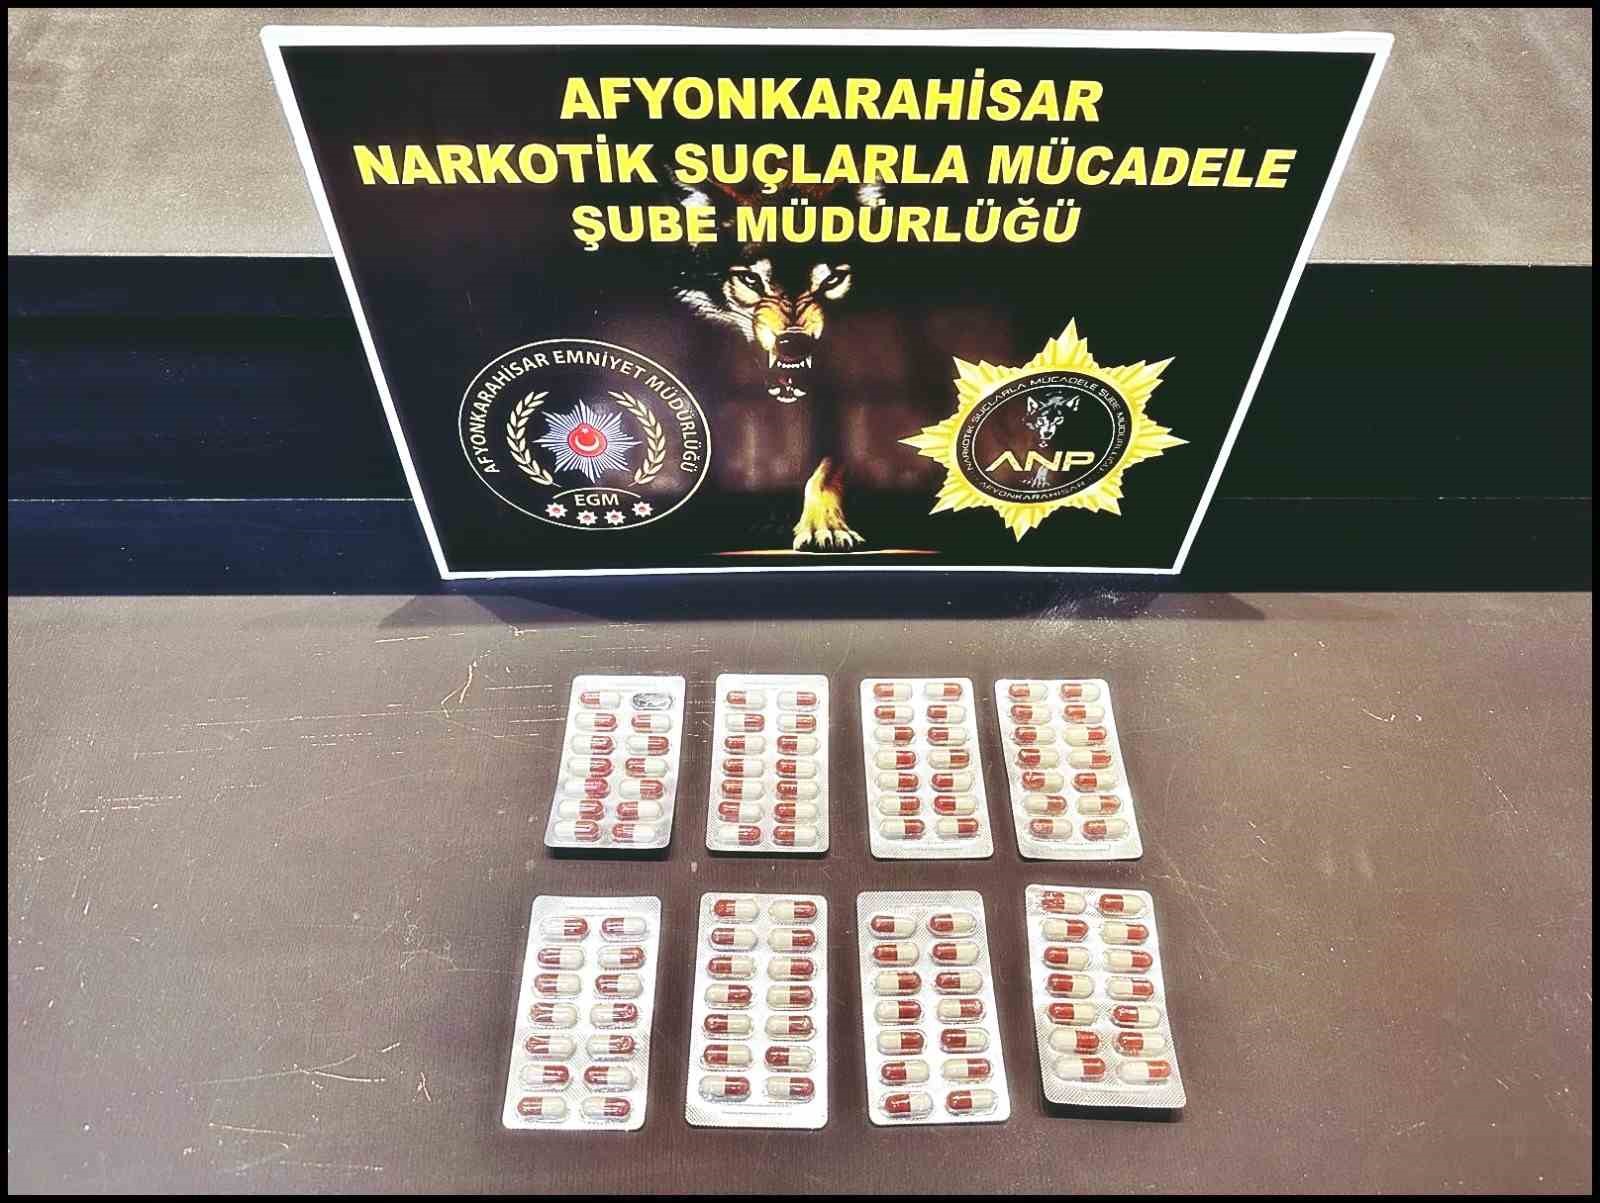 AFYONKARAHİSAR
NARKOTİK SUÇLARLA MÜCADELE
ŞUBE MÜDÜRLÜĞÜ
AFYONKARAHİSAR EMNİYET MÜDÜRLÜĞÜ
EGM
NARKOTİK SUÇLARLA MÜCADELE ŞUBE MÜDÜRLÜĞÜ
ANP
AFYONKARAHİSAR